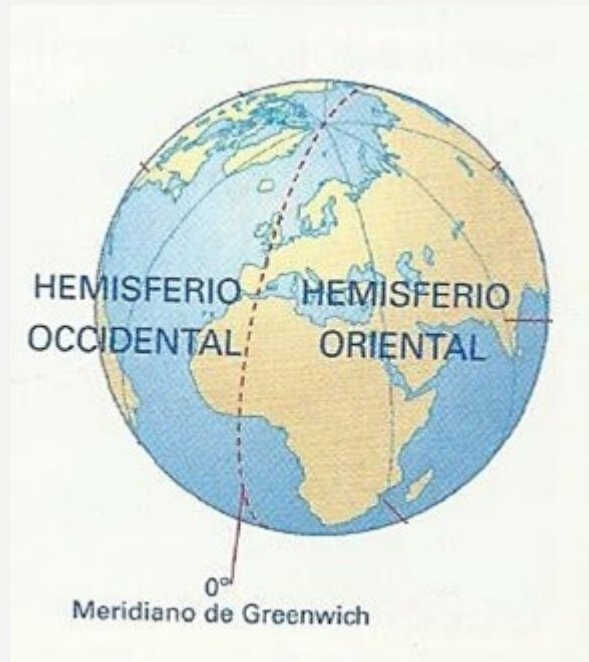 HEMISFERIO HEMISFERIO
OCCIDENTAL ORIENTAL
0°
Meridiano de Greenwich